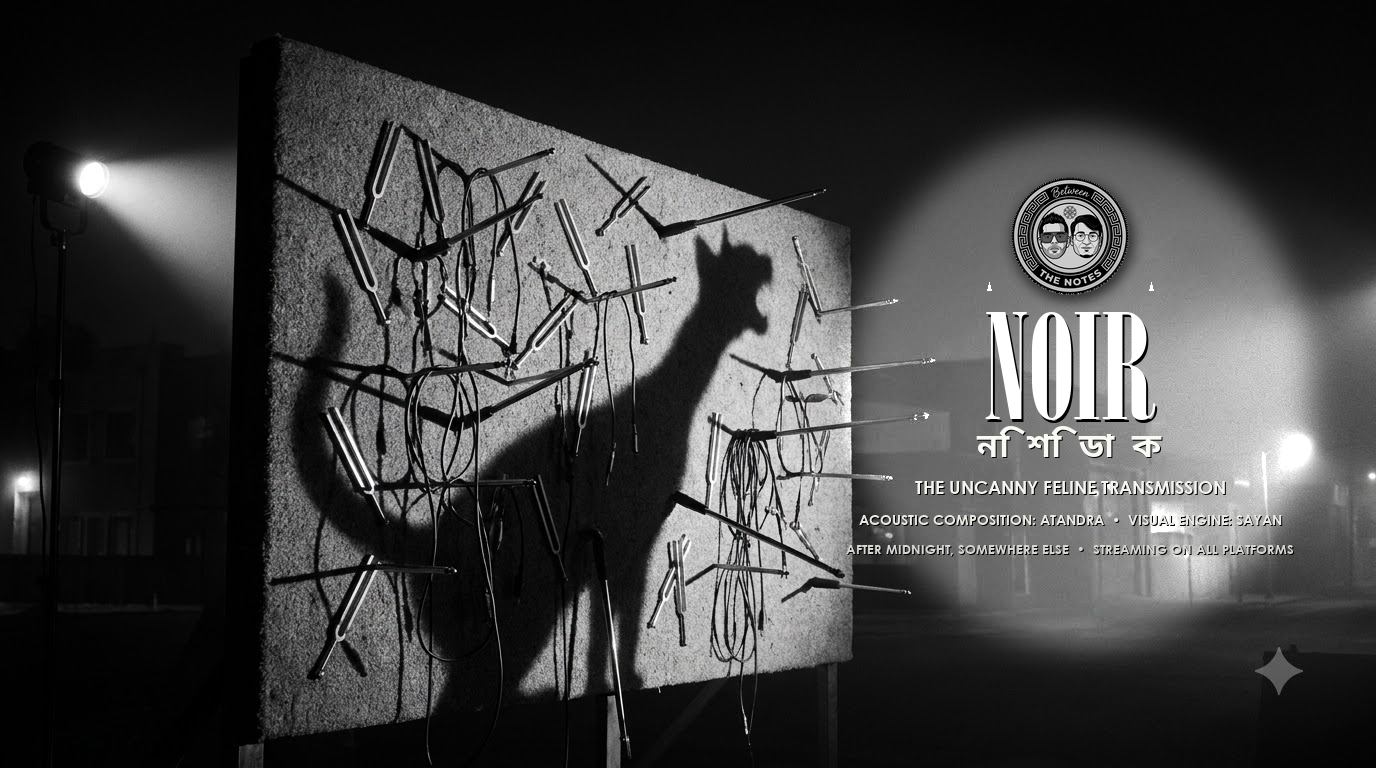 Between
THE NOTES
NOIR
নি শি ডা ক
THE UNCANNY FELINE TRANSMISSION
ACOUSTIC COMPOSITION: ATANDRA • VISUAL ENGINE: SAYAN
AFTER MIDNIGHT, SOMEWHERE ELSE • STREAMING ON ALL PLATFORMS